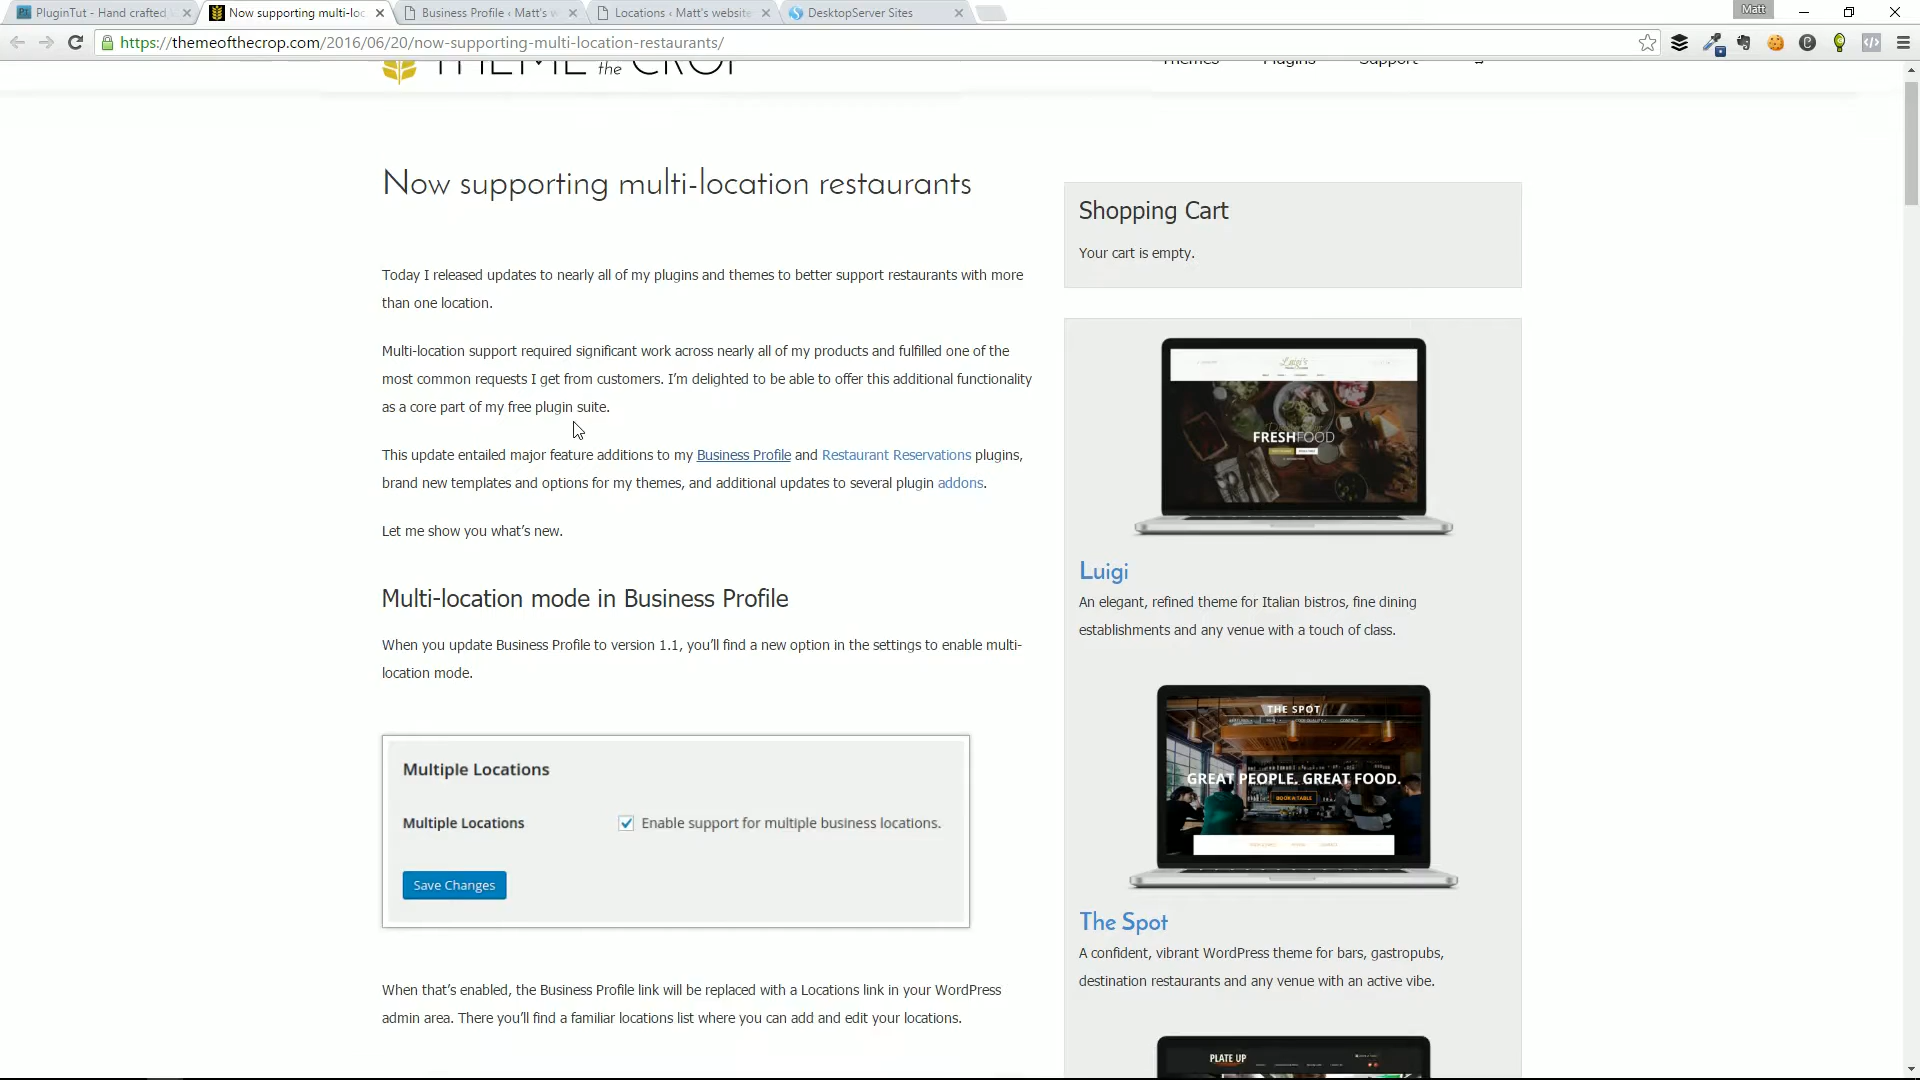 PluginTut - Hand crafted
Now supporting multi-loc
Business Profile ‹ Matt's w
Locations ‹ Matt's website
DesktopServer Sites
Matt
https://themeofthecrop.com/2016/06/20/now-supporting-multi-location-restaurants/
THEME the CROP
Themes
Plugins
Support
Now supporting multi-location restaurants
Today I released updates to nearly all of my plugins and themes to better support restaurants with more
than one location.
Multi-location support required significant work across nearly all of my products and fulfilled one of the
most common requests I get from customers. I'm delighted to be able to offer this additional functionality
as a core part of my free plugin suite.
This update entailed major feature additions to my Business Profile and Restaurant Reservations plugins,
brand new templates and options for my themes, and additional updates to several plugin addons.
Let me show you what's new.
Multi-location mode in Business Profile
When you update Business Profile to version 1.1, you'll find a new option in the settings to enable multi-
location mode.
Multiple Locations
Multiple Locations
Enable support for multiple business locations.
Save Changes
When that's enabled, the Business Profile link will be replaced with a Locations link in your WordPress
admin area. There you'll find a familiar locations list where you can add and edit your locations.
Shopping Cart
Your cart is empty.
Luigi's
FRESHFOOD
Luigi
An elegant, refined theme for Italian bistros, fine dining
establishments and any venue with a touch of class.
THE SPOT
GREAT PEOPLE. GREAT FOOD.
BOOK A TABLE
The Spot
A confident, vibrant WordPress theme for bars, gastropubs,
destination restaurants and any venue with an active vibe.
PLATE UP